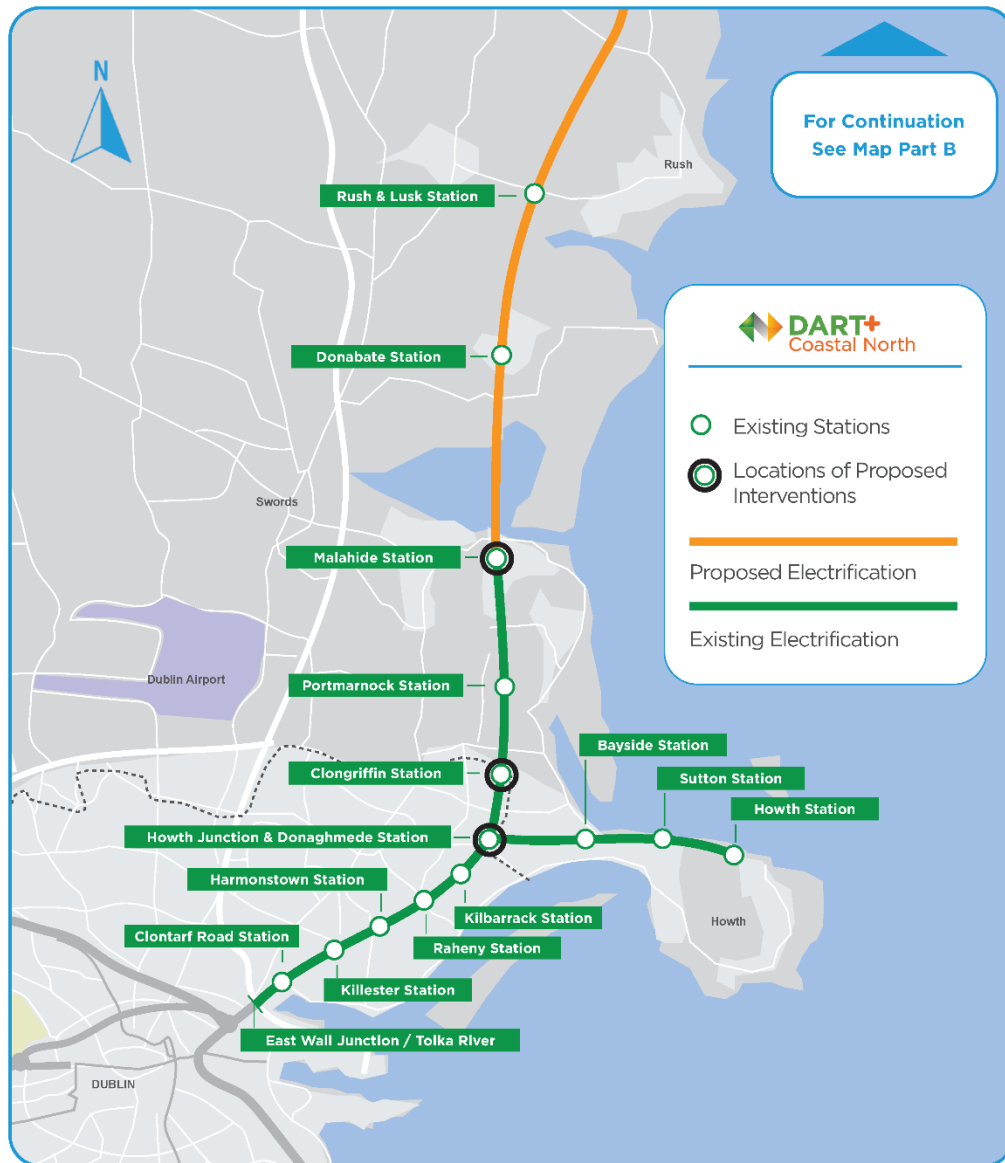 N
For Continuation
See Map Part B
Rush
Rush & Lusk Station
DART+
Coastal North
Donabate Station
Existing Stations
Locations of Proposed
Interventions
Swords
Malahide Station
Proposed Electrification
Existing Electrification
Dublin Airport
Portmarnock Station
Bayside Station
Clongriffin Station
Sutton Station
Howth Station
Howth Junction & Donaghmede Station
Harmonstown Station
Kilbarrack Station
Howth
Clontarf Road Station
Raheny Station
Killester Station
East Wall Junction / Tolka River
DUBLIN